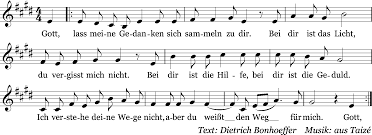 Gott, lass mei-ne Ge-dan-ken sich sam-meln zu dir. Bei dir ist das Licht,
du ver-gisst mich nicht. Bei dir ist die Hil-fe, bei dir ist die Ge-duld.
Ich ver-ste-he dei-ne We-ge nicht, a-ber du weißt__ den Weg__ für mich. Gott,
Text: Dietrich Bonhoeffer Musik: aus Taizé